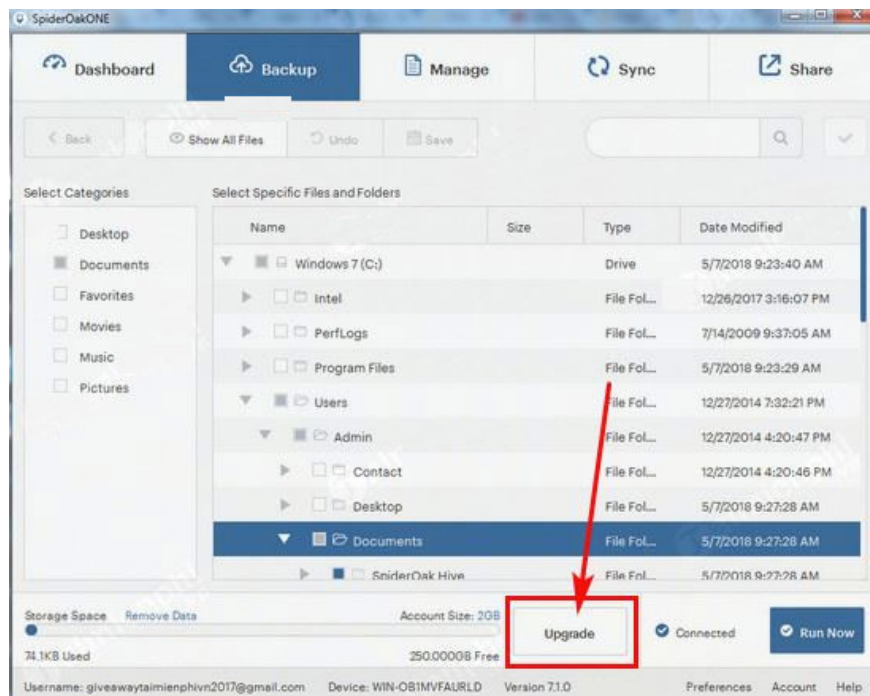 SpiderOakONE
Dashboard Backup Manage Sync Share
Back Show All Files Undo Save
Select Categories
Desktop
Documents
Favorites
Movies
Music
Pictures
Select Specific Files and Folders
Name Size Type Date Modified
Windows 7 (C:) Drive 5/7/2018 9:23:40 AM
Intel File Fol... 12/26/2017 3:16:07 PM
PerfLogs File Fol... 7/14/2009 9:37:05 AM
Program Files File Fol... 5/7/2018 9:23:29 AM
Users File Fol... 12/27/2014 7:32:21 PM
Admin File Fol... 12/27/2014 4:20:47 PM
Contact File Fol... 12/27/2014 4:20:46 PM
Desktop File Fol... 5/7/2018 9:27:28 AM
Documents File Fol... 5/7/2018 9:27:28 AM
SpiderOak Hive File Fol... 5/7/2018 9:27:28 AM
Storage Space Remove Data Account Size: 2GB
74.1KB Used 250.0000B Free
Upgrade
Connected
Run Now
Username: giveawaytaimienphivn2017@gmail.com Device: WIN-OB1MVFAURLD Version 7.1.0 Preferences Account Help